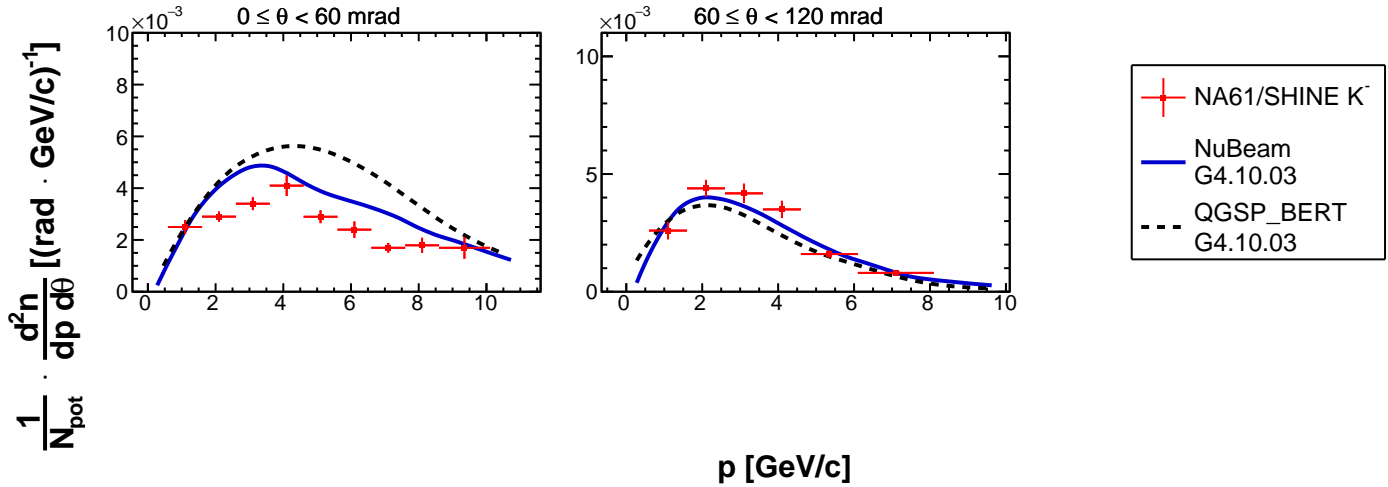 ×10⁻³ 0 ≤ θ < 60 mrad
10
8
6
4
2
0
0 2 4 6 8 10
×10⁻³ 60 ≤ θ < 120 mrad
10
5
0
0 2 4 6 8 10
NA61/SHINE K⁻
NuBeam
G4.10.03
QGSP_BERT
G4.10.03
1/N_pot · d²n/dp dθ [(rad · GeV/c)⁻¹]
p [GeV/c]